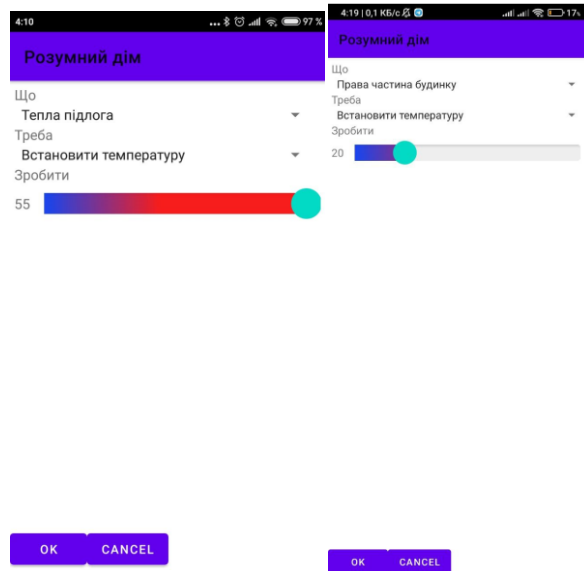 4:10 ... 97 %
Розумний дім
Що
Тепла підлога
Треба
Встановити температуру
Зробити
55
OK CANCEL
4:19 | 0,1 КБ/с 17%
Розумний дім
Що
Права частина будинку
Треба
Встановити температуру
Зробити
20
OK CANCEL